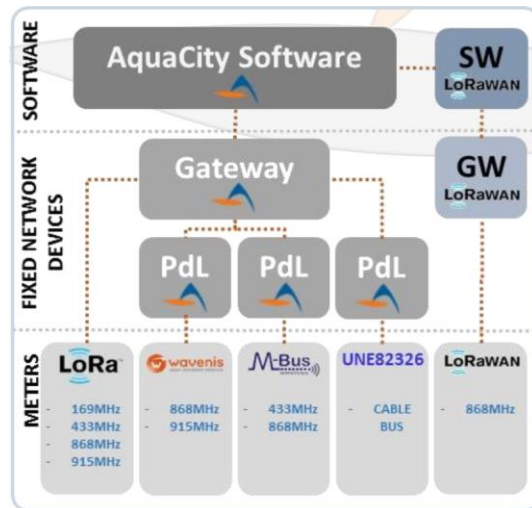 SOFTWARE
AquaCity Software
SW
LoRaWAN
FIXED NETWORK
DEVICES
Gateway
GW
LoRaWAN
PdL
PdL
PdL
METERS
LoRa™
- 169MHz
- 433MHz
- 868MHz
- 915MHz
wavenis
- 868MHz
- 915MHz
M-Bus
- 433MHz
- 868MHz
UNE82326
- CABLE
BUS
LoRaWAN
- 868MHz